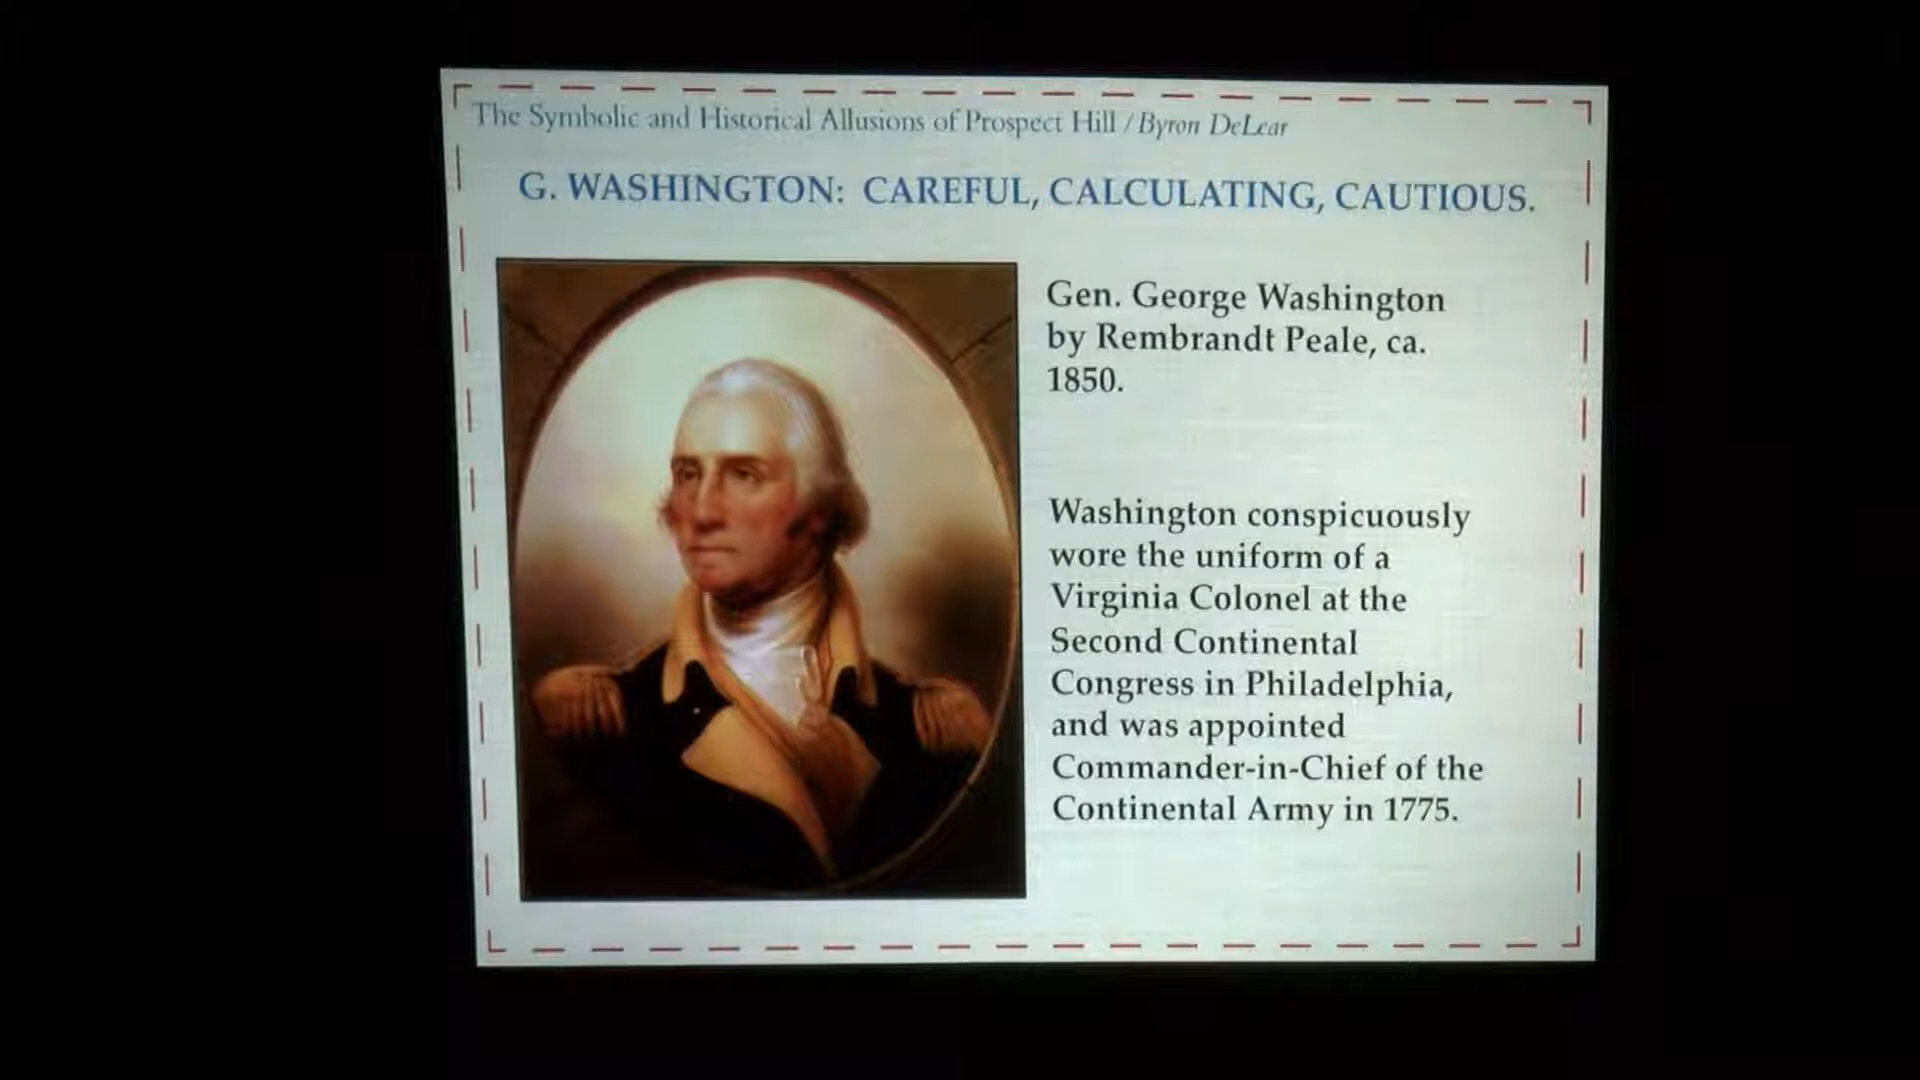 The Symbolic and Historical Allusions of Prospect Hill / Byron DeLear
G. WASHINGTON: CAREFUL, CALCULATING, CAUTIOUS.
Gen. George Washington
by Rembrandt Peale, ca.
1850.
Washington conspicuously
wore the uniform of a
Virginia Colonel at the
Second Continental
Congress in Philadelphia,
and was appointed
Commander-in-Chief of the
Continental Army in 1775.